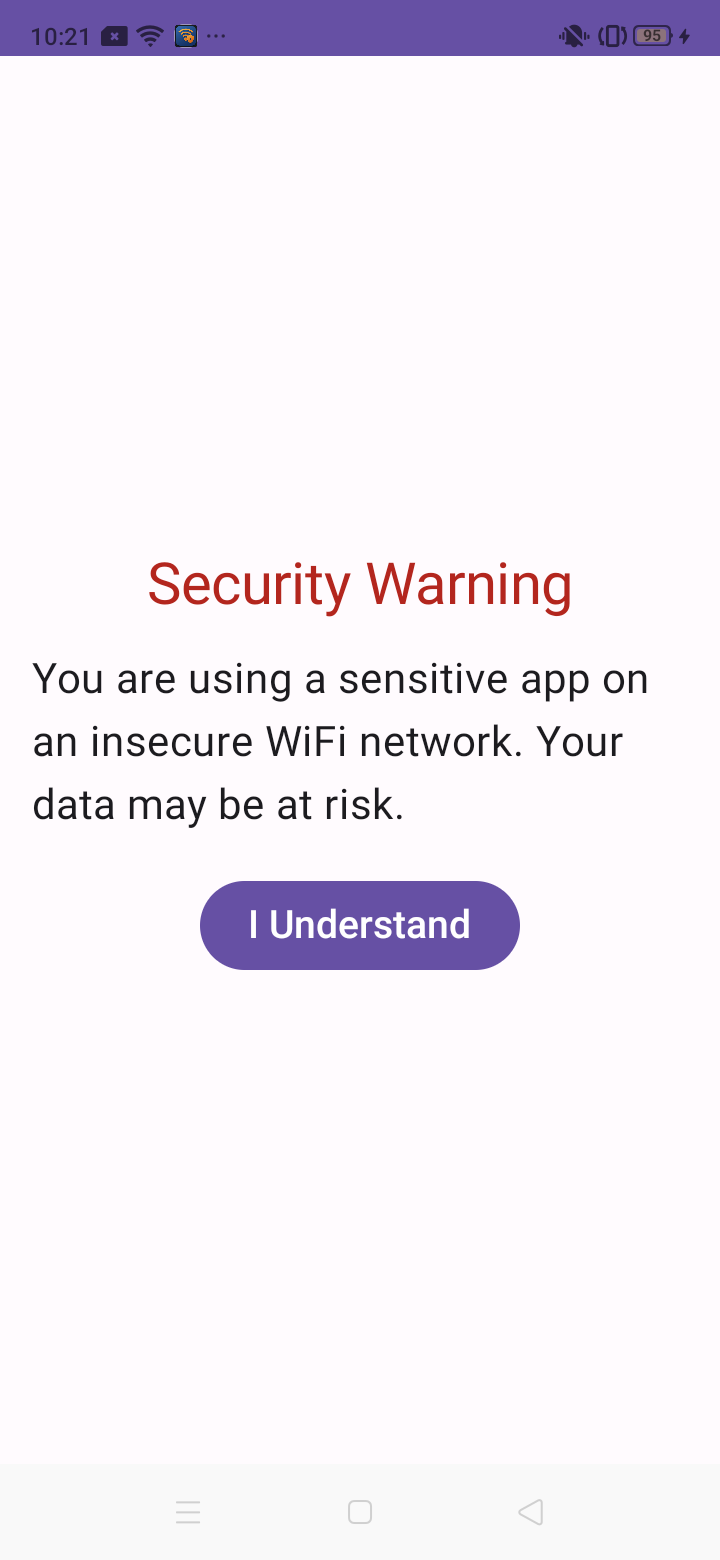 10:21
95
Security Warning
You are using a sensitive app on
an insecure WiFi network. Your
data may be at risk.
I Understand